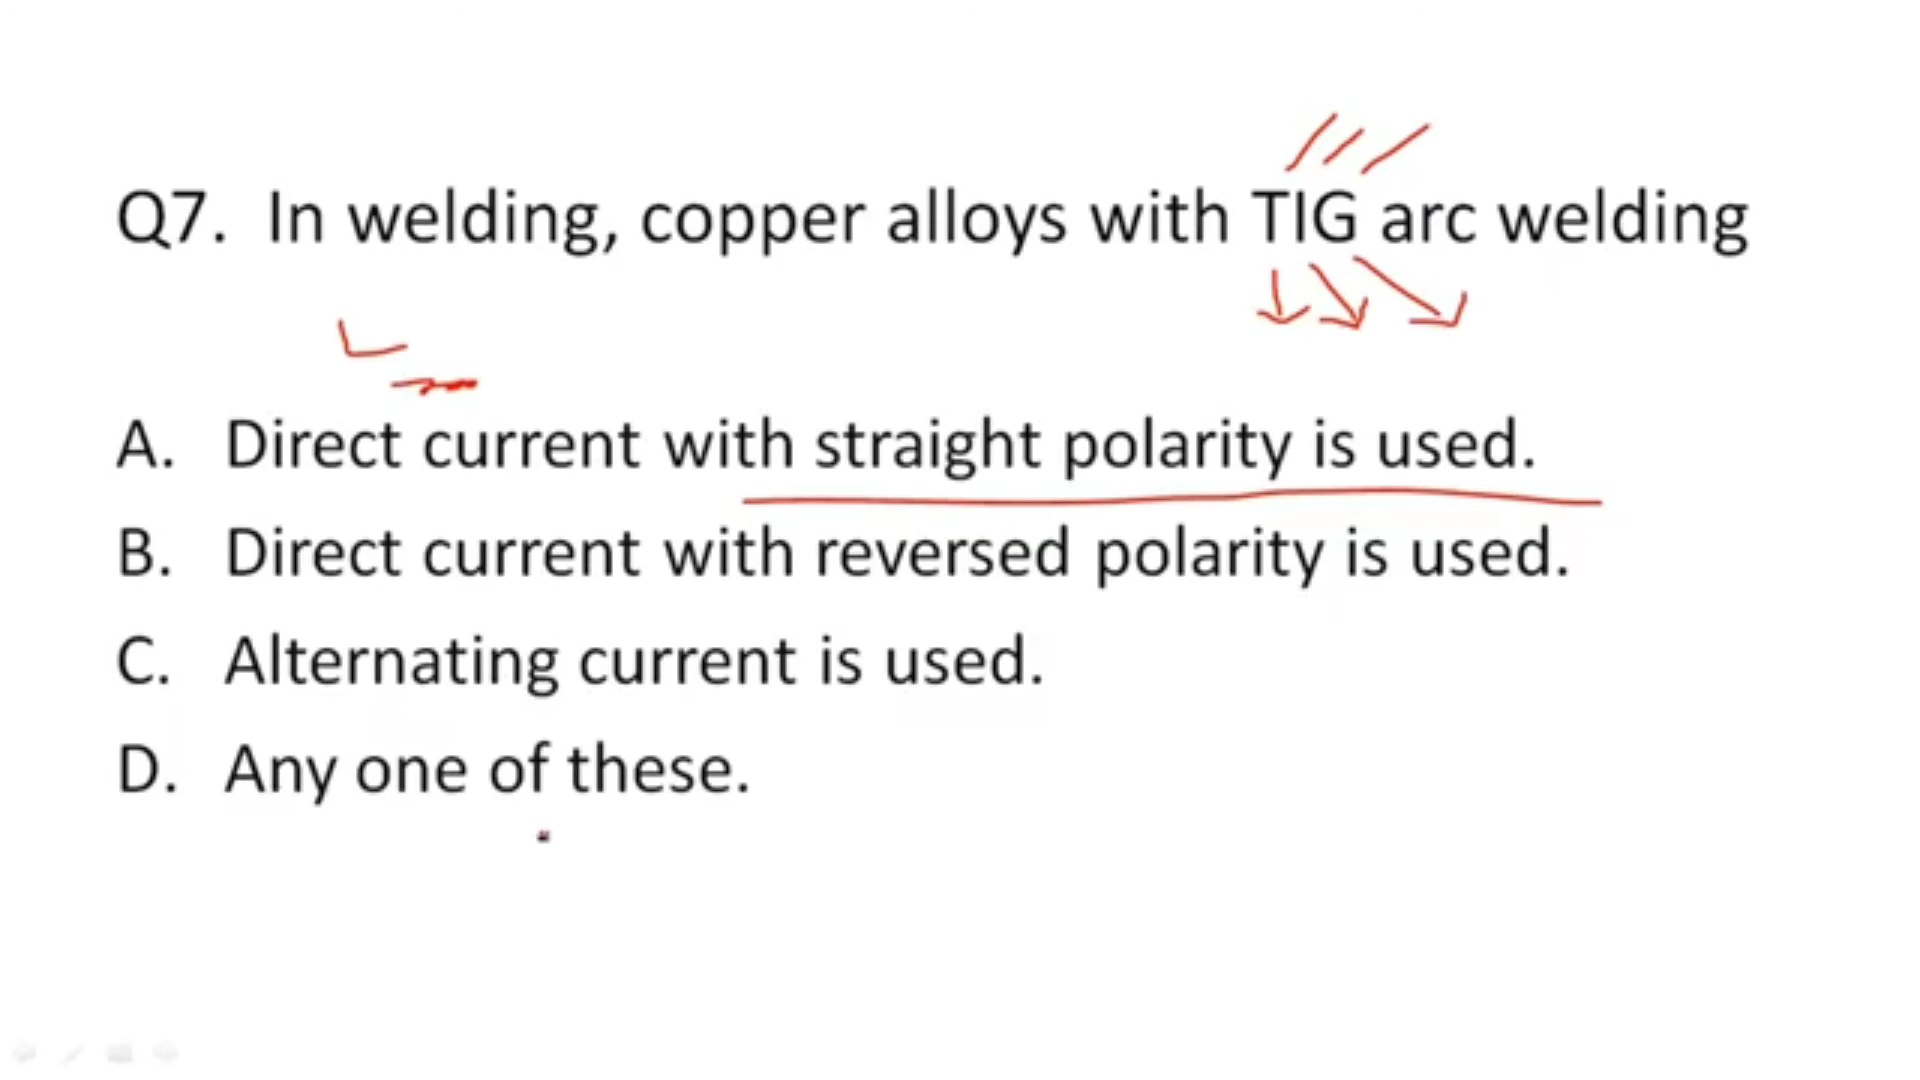 Q7. In welding, copper alloys with TIG arc welding
A. Direct current with straight polarity is used.
B. Direct current with reversed polarity is used.
C. Alternating current is used.
D. Any one of these.